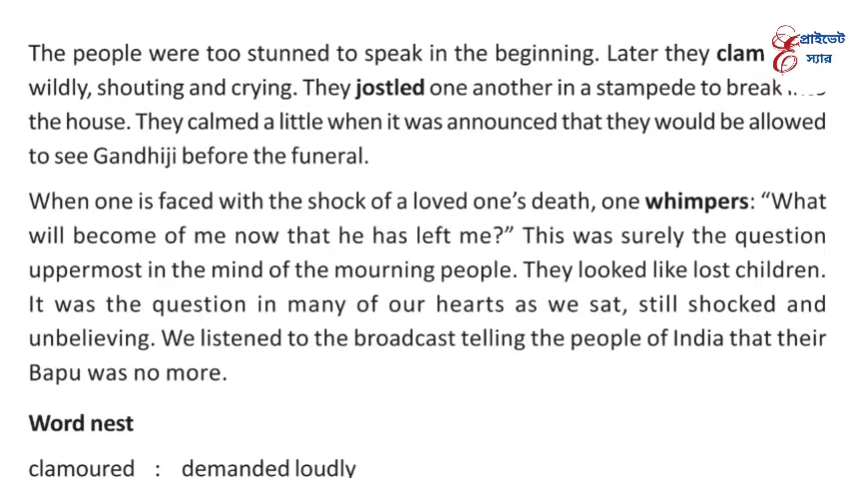 The people were too stunned to speak in the beginning. Later they clam
প্রাইভেট
স্যার
wildly, shouting and crying. They jostled one another in a stampede to break
the house. They calmed a little when it was announced that they would be allowed
to see Gandhiji before the funeral.
When one is faced with the shock of a loved one’s death, one whimpers: “What
will become of me now that he has left me?” This was surely the question
uppermost in the mind of the mourning people. They looked like lost children.
It was the question in many of our hearts as we sat, still shocked and
unbelieving. We listened to the broadcast telling the people of India that their
Bapu was no more.
Word nest
clamoured : demanded loudly